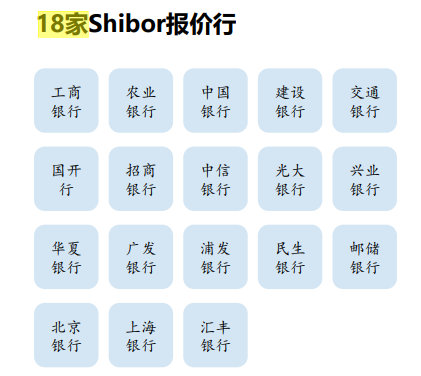 18家Shibor报价行
工商
银行
农业
银行
中国
银行
建设
银行
交通
银行
国开
行
招商
银行
中信
银行
光大
银行
兴业
银行
华夏
银行
广发
银行
浦发
银行
民生
银行
邮储
银行
北京
银行
上海
银行
汇丰
银行